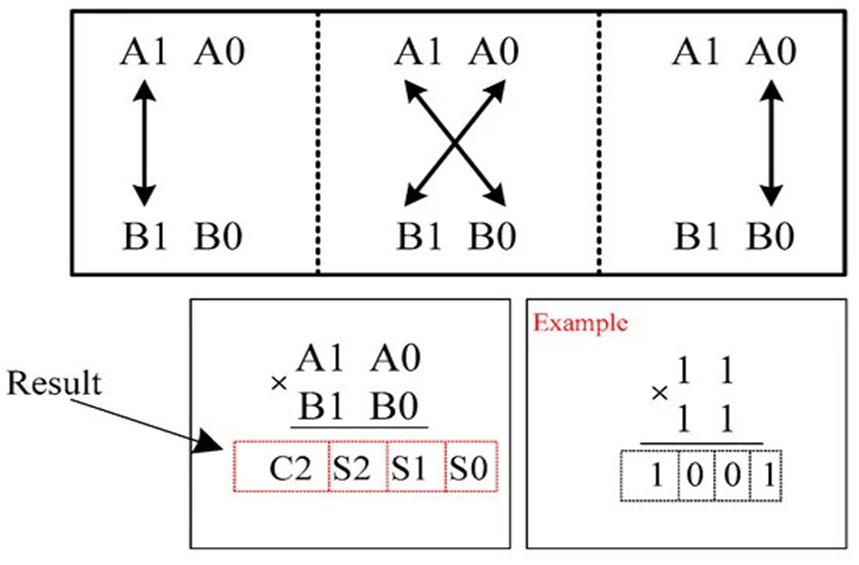 A1 A0 A1 A0 A1 A0
B1 B0 B1 B0 B1 B0
Result
A1 A0
×
B1 B0
C2 S2 S1 S0
Example
1 1
×
1 1
1 0 0 1